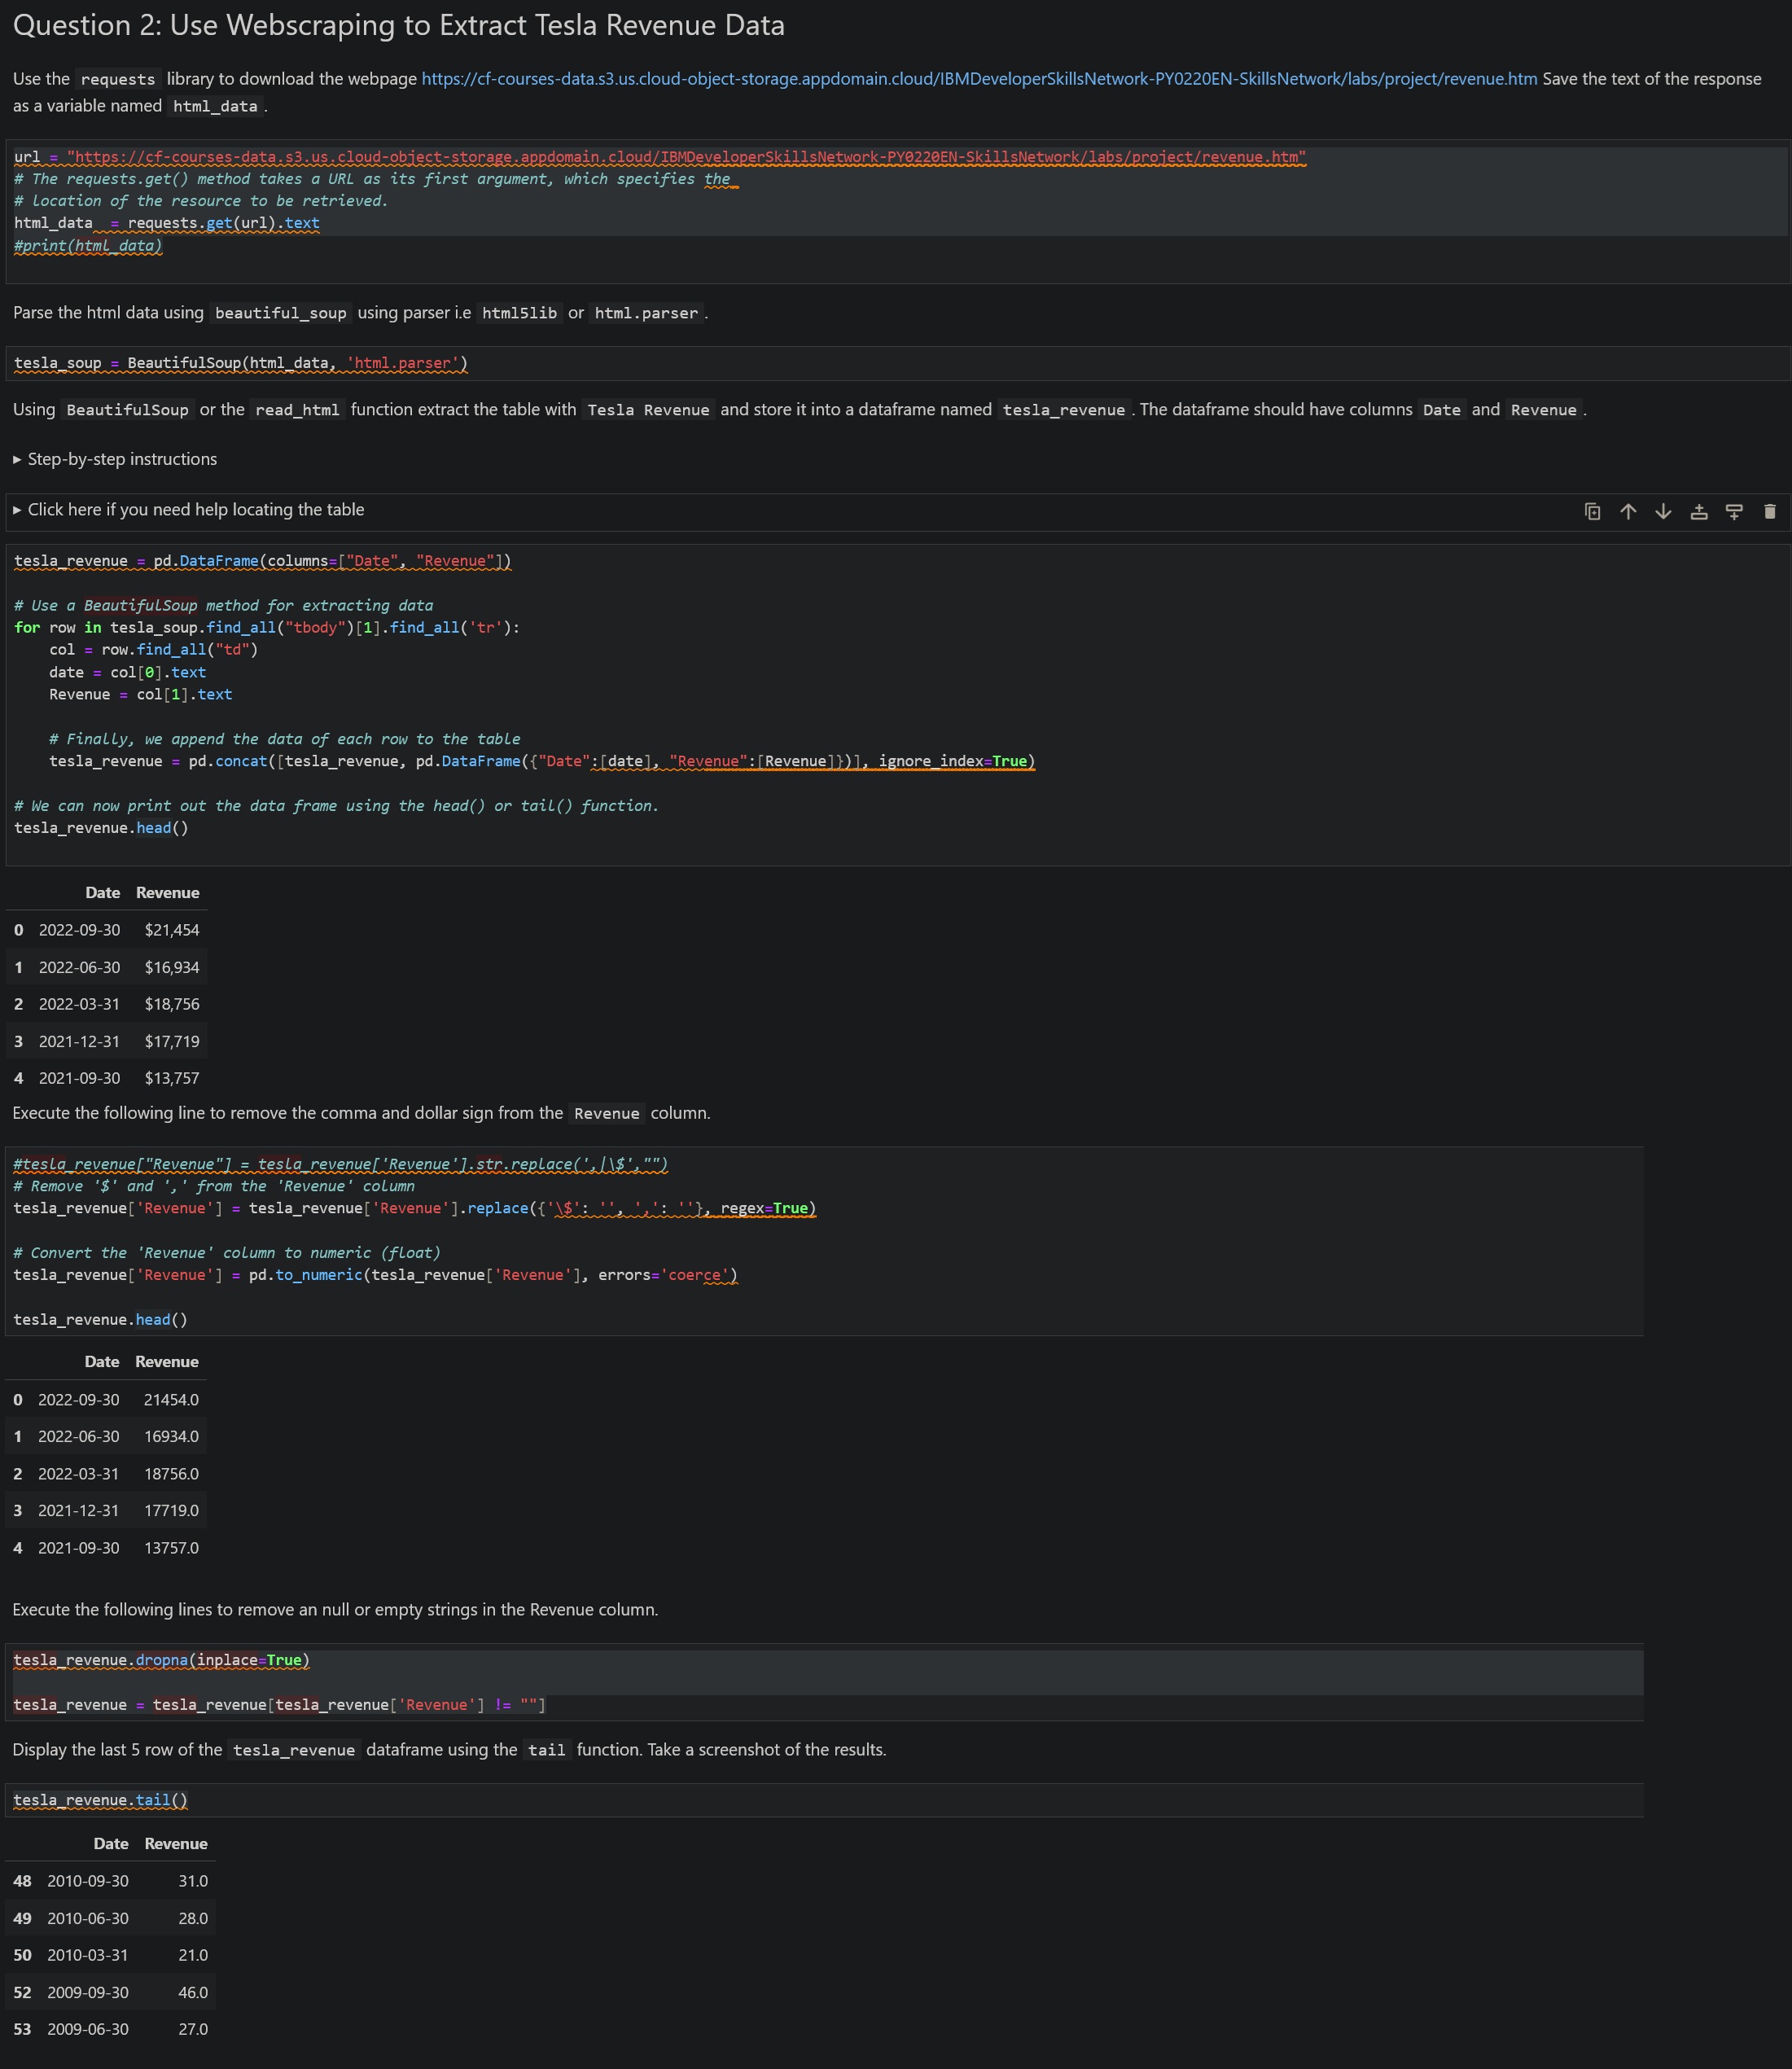 Question 2: Use Webscraping to Extract Tesla Revenue Data
Use the requests library to download the webpage https://cf-courses-data.s3.us.cloud-object-storage.appdomain.cloud/IBMDeveloperSkillsNetwork-PY0220EN-SkillsNetwork/labs/project/revenue.htm Save the text of the response
as a variable named html_data .
url = "https://cf-courses-data.s3.us.cloud-object-storage.appdomain.cloud/IBMDeveloperSkillsNetwork-PY0220EN-SkillsNetwork/labs/project/revenue.htm"
# The requests.get() method takes a URL as its first argument, which specifies the
# location of the resource to be retrieved.
html_data  = requests.get(url).text
#print(html_data)
Parse the html data using beautiful_soup using parser i.e html5lib or html.parser .
tesla_soup = BeautifulSoup(html_data, 'html.parser')
Using BeautifulSoup or the read_html function extract the table with Tesla Revenue and store it into a dataframe named tesla_revenue . The dataframe should have columns Date and Revenue .
▶ Step-by-step instructions
▶ Click here if you need help locating the table
tesla_revenue = pd.DataFrame(columns=["Date", "Revenue"])
# Use a BeautifulSoup method for extracting data
for row in tesla_soup.find_all("tbody")[1].find_all('tr'):
    col = row.find_all("td")
    date = col[0].text
    Revenue = col[1].text
    # Finally, we append the data of each row to the table
    tesla_revenue = pd.concat([tesla_revenue, pd.DataFrame({"Date":[date], "Revenue":[Revenue]})], ignore_index=True)
# We can now print out the data frame using the head() or tail() function.
tesla_revenue.head()
Date Revenue
0 2022-09-30 $21,454
1 2022-06-30 $16,934
2 2022-03-31 $18,756
3 2021-12-31 $17,719
4 2021-09-30 $13,757
Execute the following line to remove the comma and dollar sign from the Revenue column.
#tesla_revenue["Revenue"] = tesla_revenue['Revenue'].str.replace(',|\$',"")
# Remove '$' and ',' from the 'Revenue' column
tesla_revenue['Revenue'] = tesla_revenue['Revenue'].replace({'\$': '', ',': ''}, regex=True)
# Convert the 'Revenue' column to numeric (float)
tesla_revenue['Revenue'] = pd.to_numeric(tesla_revenue['Revenue'], errors='coerce')
tesla_revenue.head()
Date Revenue
0 2022-09-30 21454.0
1 2022-06-30 16934.0
2 2022-03-31 18756.0
3 2021-12-31 17719.0
4 2021-09-30 13757.0
Execute the following lines to remove an null or empty strings in the Revenue column.
tesla_revenue.dropna(inplace=True)
tesla_revenue = tesla_revenue[tesla_revenue['Revenue'] != ""]
Display the last 5 row of the tesla_revenue dataframe using the tail function. Take a screenshot of the results.
tesla_revenue.tail()
Date Revenue
48 2010-09-30 31.0
49 2010-06-30 28.0
50 2010-03-31 21.0
52 2009-09-30 46.0
53 2009-06-30 27.0